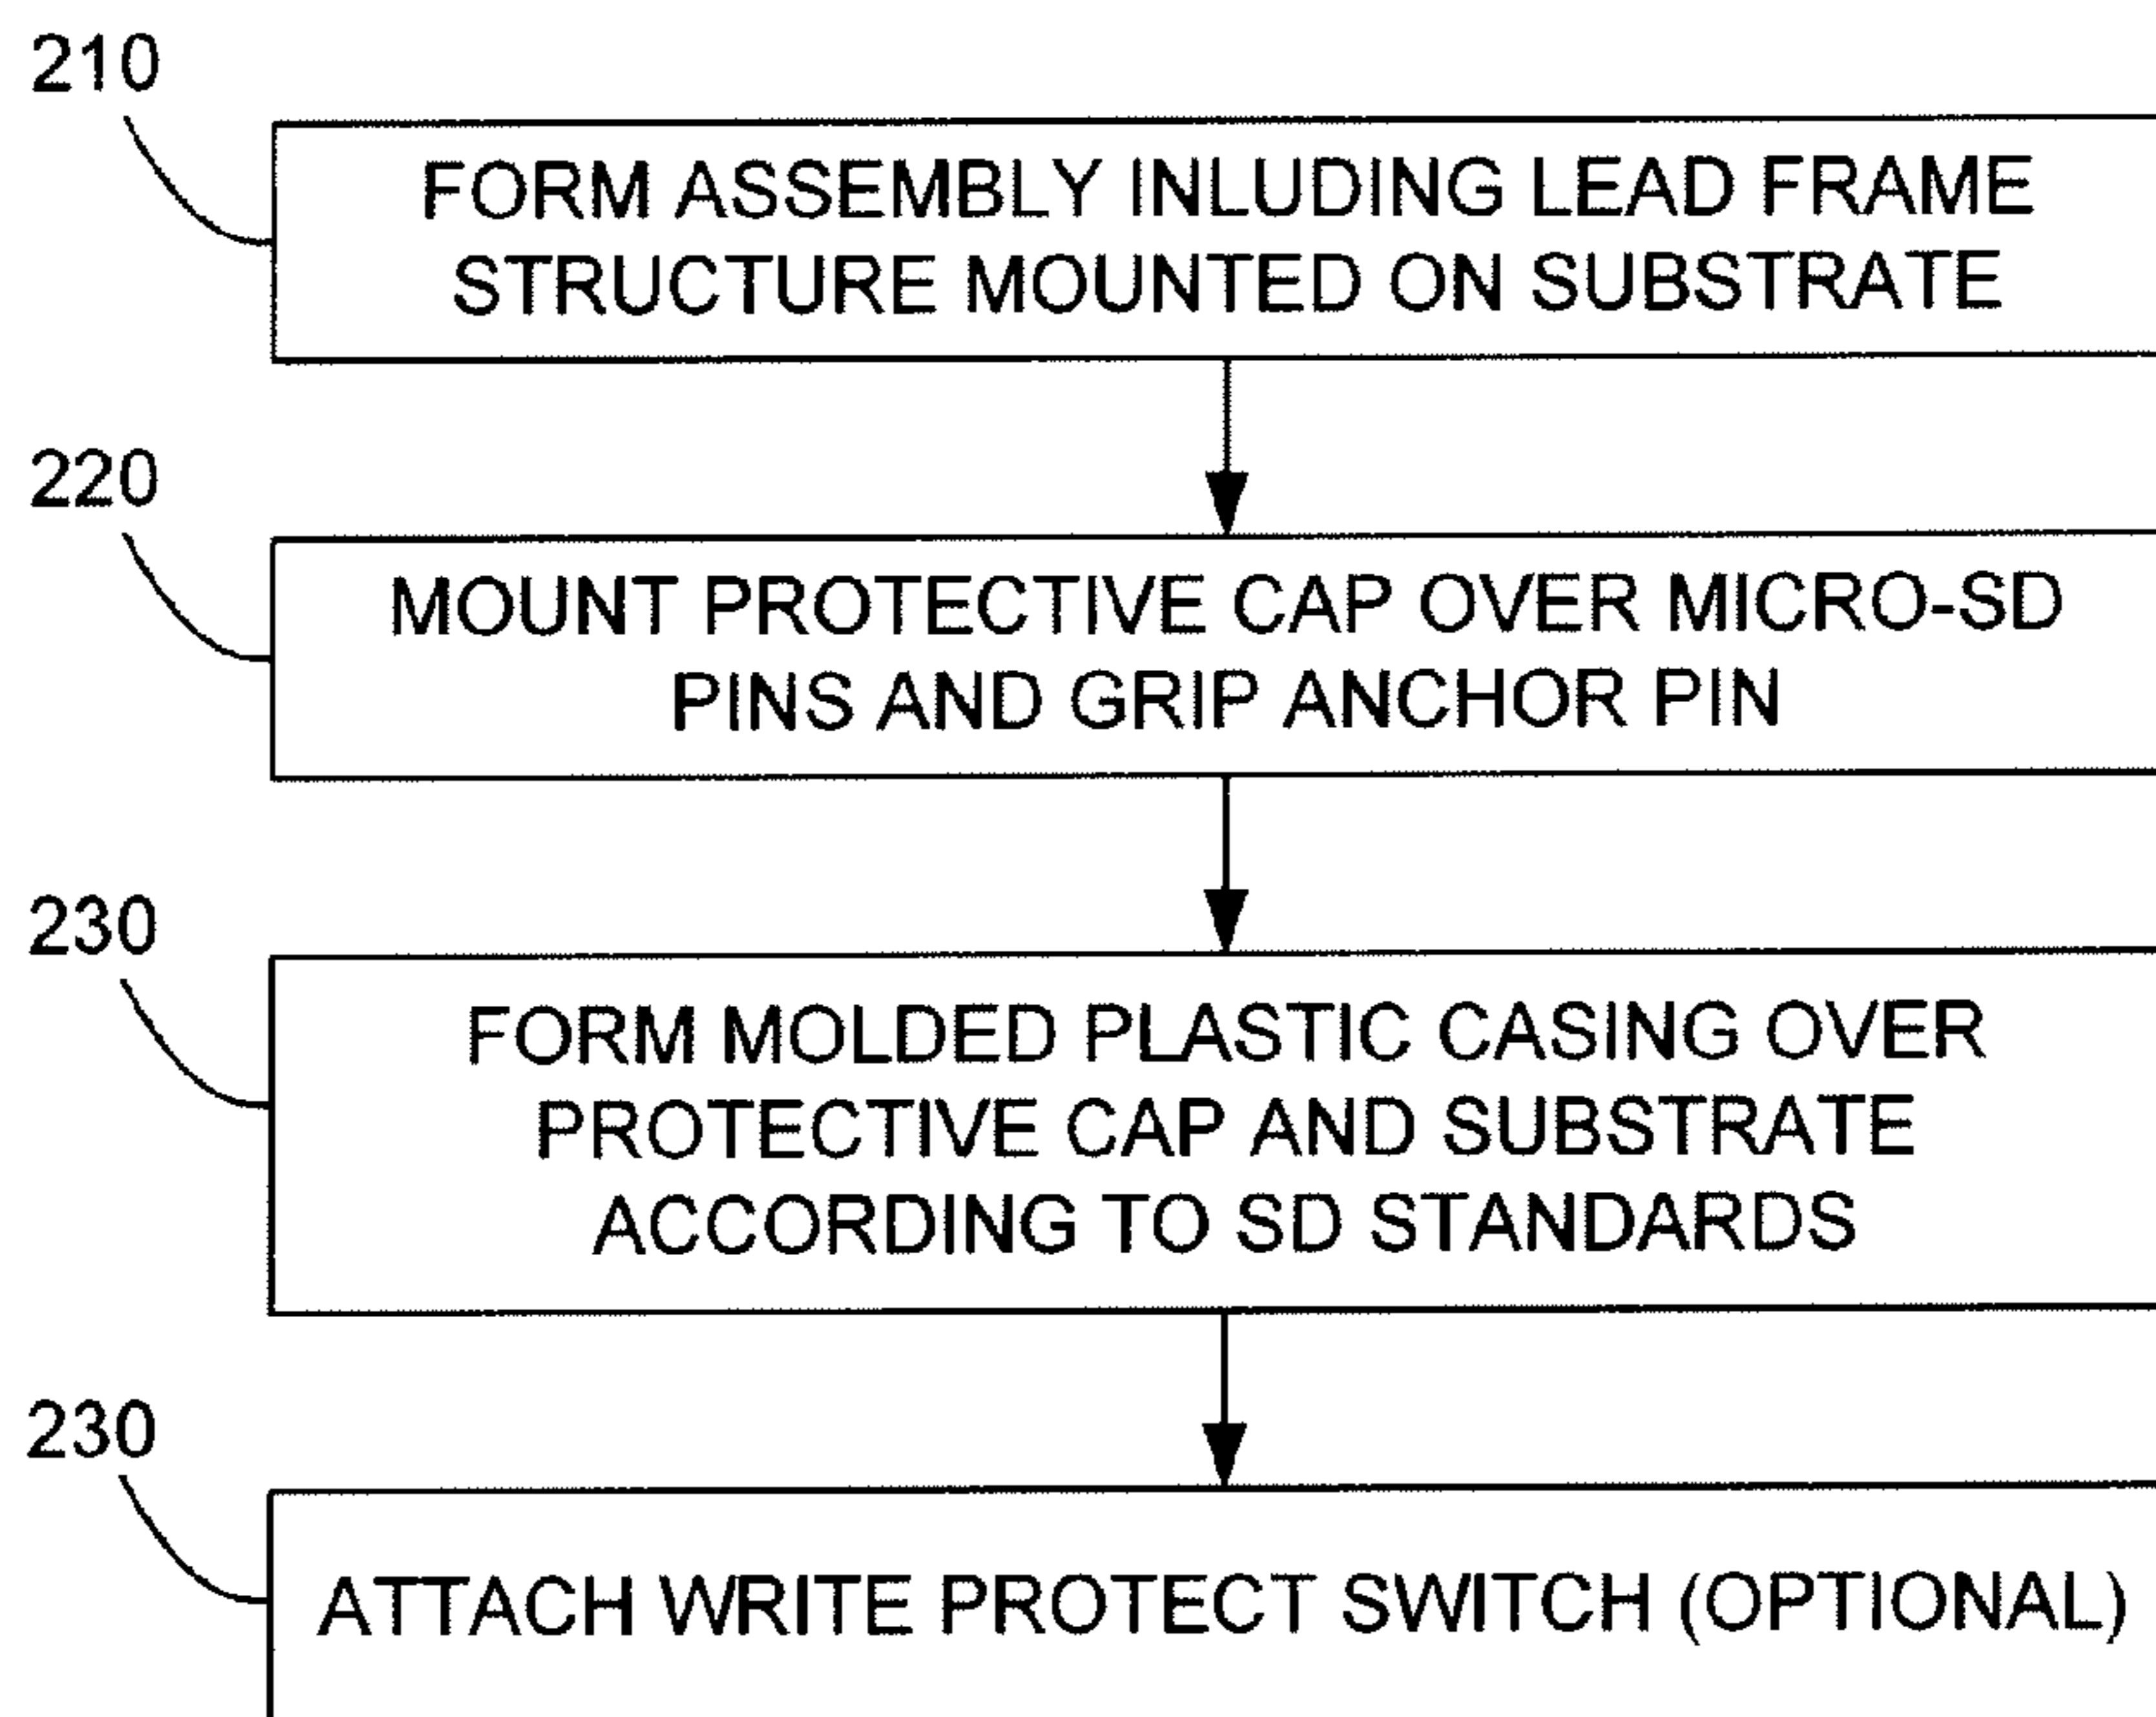 210
FORM ASSEMBLY INLUDING LEAD FRAME
STRUCTURE MOUNTED ON SUBSTRATE
220
MOUNT PROTECTIVE CAP OVER MICRO-SD
PINS AND GRIP ANCHOR PIN
230
FORM MOLDED PLASTIC CASING OVER
PROTECTIVE CAP AND SUBSTRATE
ACCORDING TO SD STANDARDS
230
ATTACH WRITE PROTECT SWITCH (OPTIONAL)